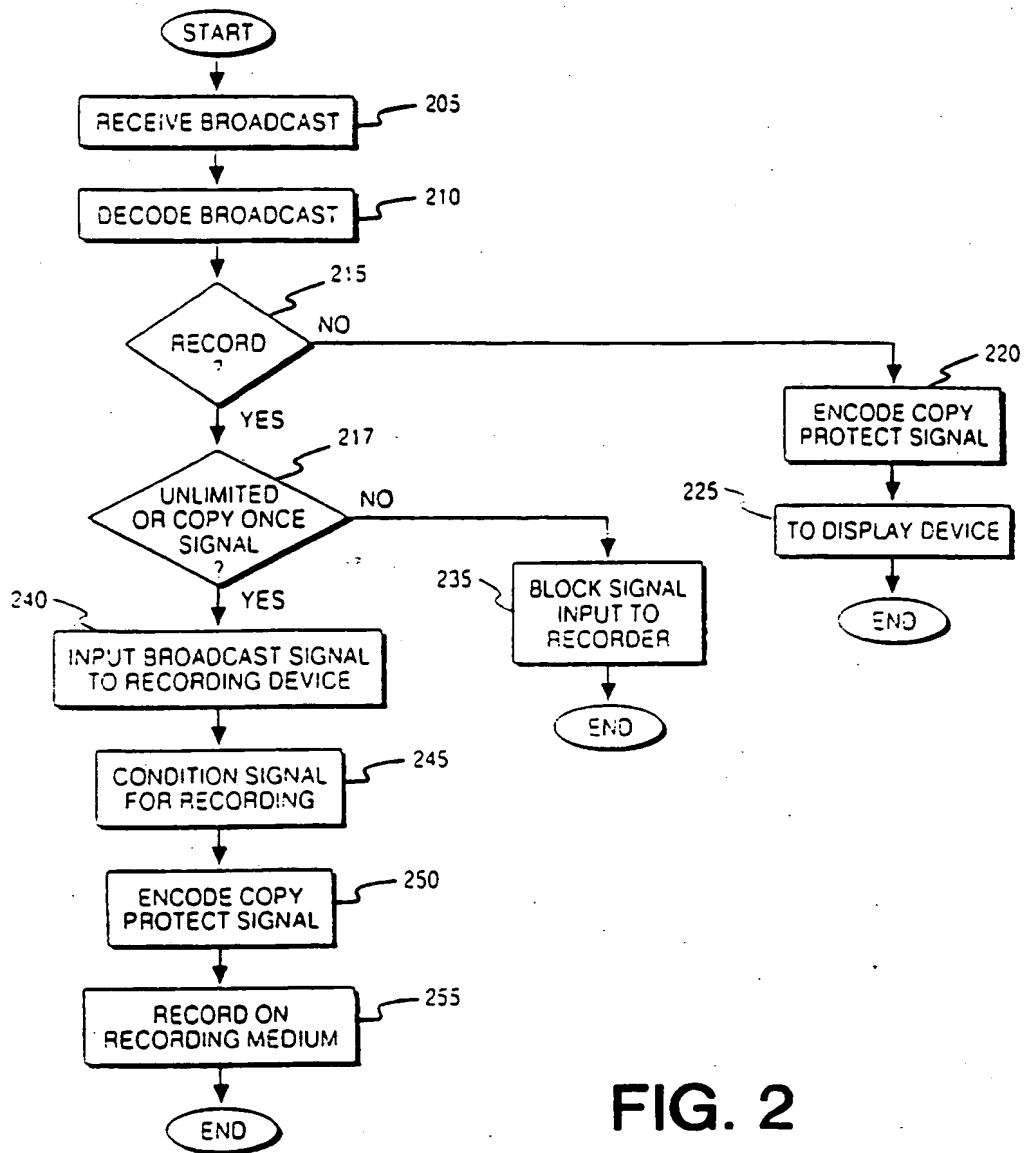 START
RECEIVE BROADCAST
205
DECODE BROADCAST
210
215
RECORD
?
NO
YES
220
ENCODE COPY
PROTECT SIGNAL
225
TO DISPLAY DEVICE
END
217
UNLIMITED
OR COPY ONCE
SIGNAL
?
NO
YES
235
BLOCK SIGNAL
INPUT TO
RECORDER
END
240
INPUT BROADCAST SIGNAL
TO RECORDING DEVICE
245
CONDITION SIGNAL
FOR RECORDING
250
ENCODE COPY
PROTECT SIGNAL
255
RECORD ON
RECORDING MEDIUM
END
FIG. 2